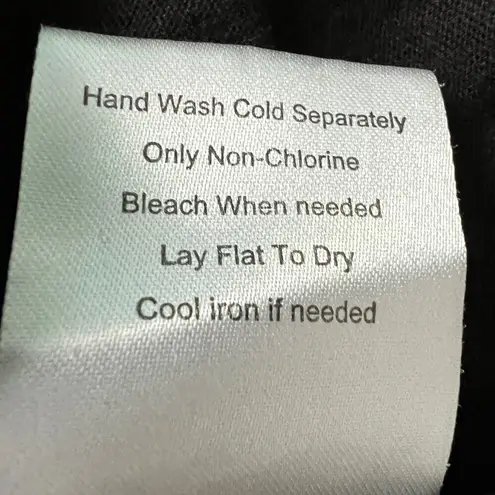 Hand Wash Cold Separately
Only Non-Chlorine
Bleach When needed
Lay Flat To Dry
Cool iron if needed